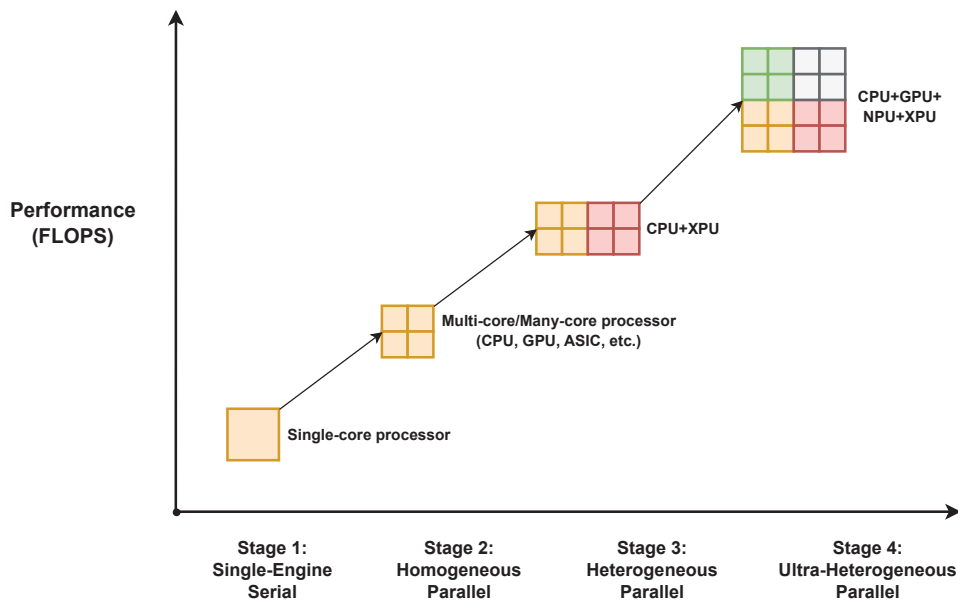 CPU+GPU+
NPU+XPU
Performance
(FLOPS)
CPU+XPU
Multi-core/Many-core processor
(CPU, GPU, ASIC, etc.)
Single-core processor
Stage 1:
Single-Engine
Serial
Stage 2:
Homogeneous
Parallel
Stage 3:
Heterogeneous
Parallel
Stage 4:
Ultra-Heterogeneous
Parallel